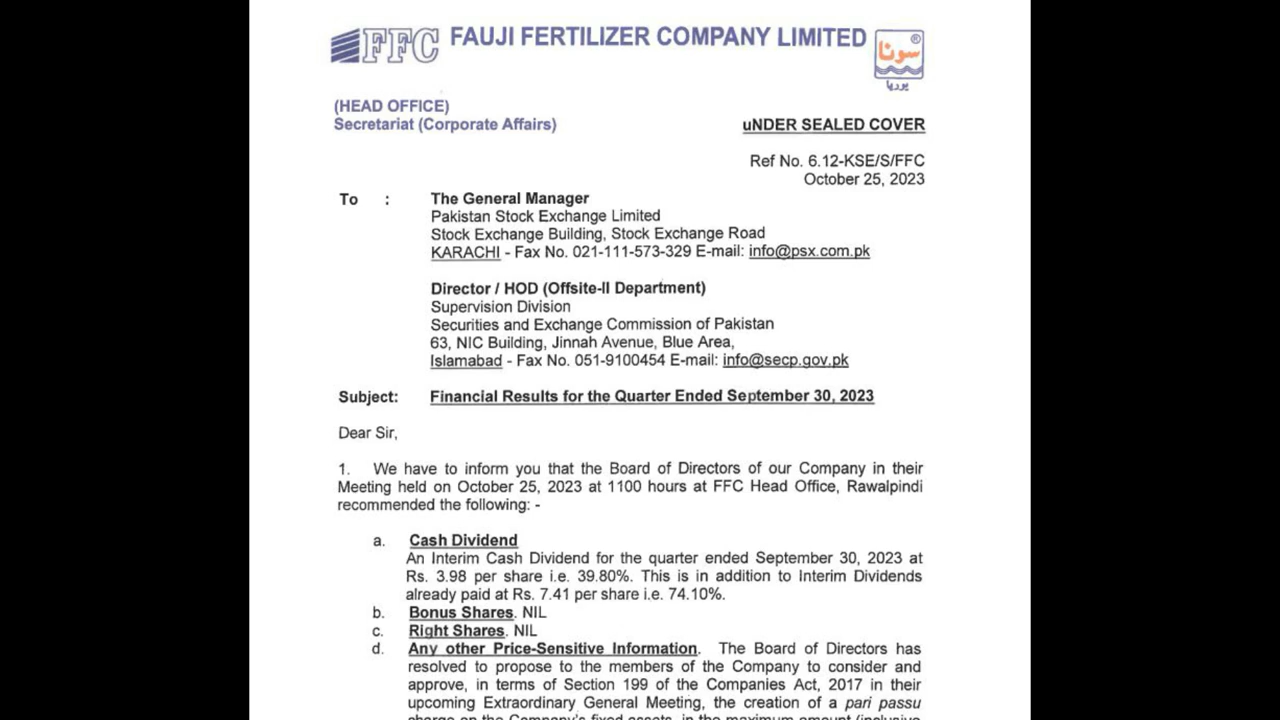 FFC FAUJI FERTILIZER COMPANY LIMITED
سونا
یوریا
(HEAD OFFICE)
Secretariat (Corporate Affairs)
uNDER SEALED COVER
Ref No. 6.12-KSE/S/FFC
October 25, 2023
To : The General Manager
Pakistan Stock Exchange Limited
Stock Exchange Building, Stock Exchange Road
KARACHI - Fax No. 021-111-573-329 E-mail: info@psx.com.pk
Director / HOD (Offsite-II Department)
Supervision Division
Securities and Exchange Commission of Pakistan
63, NIC Building, Jinnah Avenue, Blue Area,
Islamabad - Fax No. 051-9100454 E-mail: info@secp.gov.pk
Subject: Financial Results for the Quarter Ended September 30, 2023
Dear Sir,
1. We have to inform you that the Board of Directors of our Company in their
Meeting held on October 25, 2023 at 1100 hours at FFC Head Office, Rawalpindi
recommended the following: -
a. Cash Dividend
An Interim Cash Dividend for the quarter ended September 30, 2023 at
Rs. 3.98 per share i.e. 39.80%. This is in addition to Interim Dividends
already paid at Rs. 7.41 per share i.e. 74.10%.
b. Bonus Shares. NIL
c. Right Shares. NIL
d. Any other Price-Sensitive Information. The Board of Directors has
resolved to propose to the members of the Company to consider and
approve, in terms of Section 199 of the Companies Act, 2017 in their
upcoming Extraordinary General Meeting, the creation of a pari passu
charge on the Company's fixed assets, in the maximum amount (inclusive